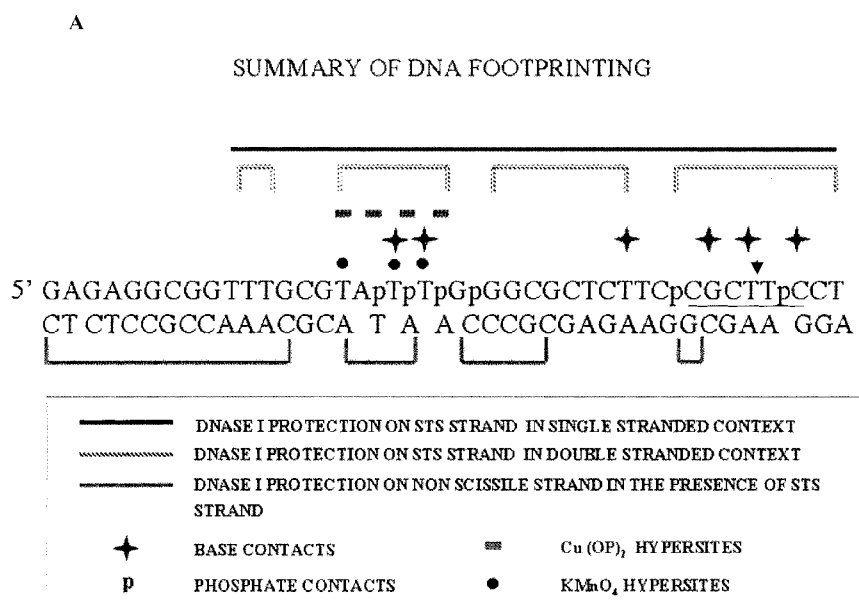 A
SUMMARY OF DNA FOOTPRINTING
5' GAGAGGCGGTTTGCGTApTpTpGpGGCGCTCTTCpCGCTTpCCT
CTCTCCGCCAAACGCA T A A CCCGCGAGAAGGCGAA GGA
DNASE I PROTECTION ON STS STRAND IN SINGLE STRANDED CONTEXT
DNASE I PROTECTION ON STS STRAND IN DOUBLE STRANDED CONTEXT
DNASE I PROTECTION ON NON SCISSILE STRAND IN THE PRESENCE OF STS
STRAND
BASE CONTACTS
Cu (OP)2 HYPERSITES
p PHOSPHATE CONTACTS
KMnO4 HYPERSITES